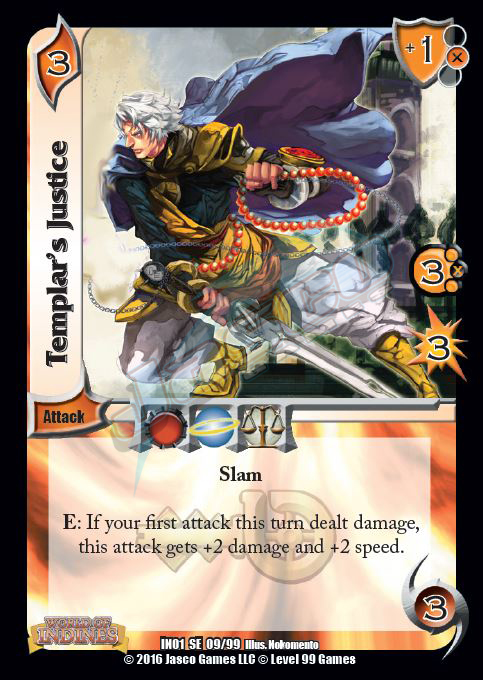 3
+1
Templar's Justice
3
3
Attack
Slam
E: If your first attack this turn dealt damage,
this attack gets +2 damage and +2 speed.
3
WORLD OF
INDINES
IN01_SE 09/99 Illus. Nokomento
© 2016 Jasco Games LLC © Level 99 Games